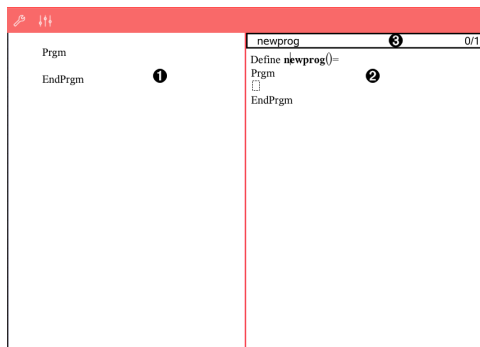 Prgm
EndPrgm
❶
newprog ❸ 0/1
Define newprog()=
Prgm ❷
EndPrgm